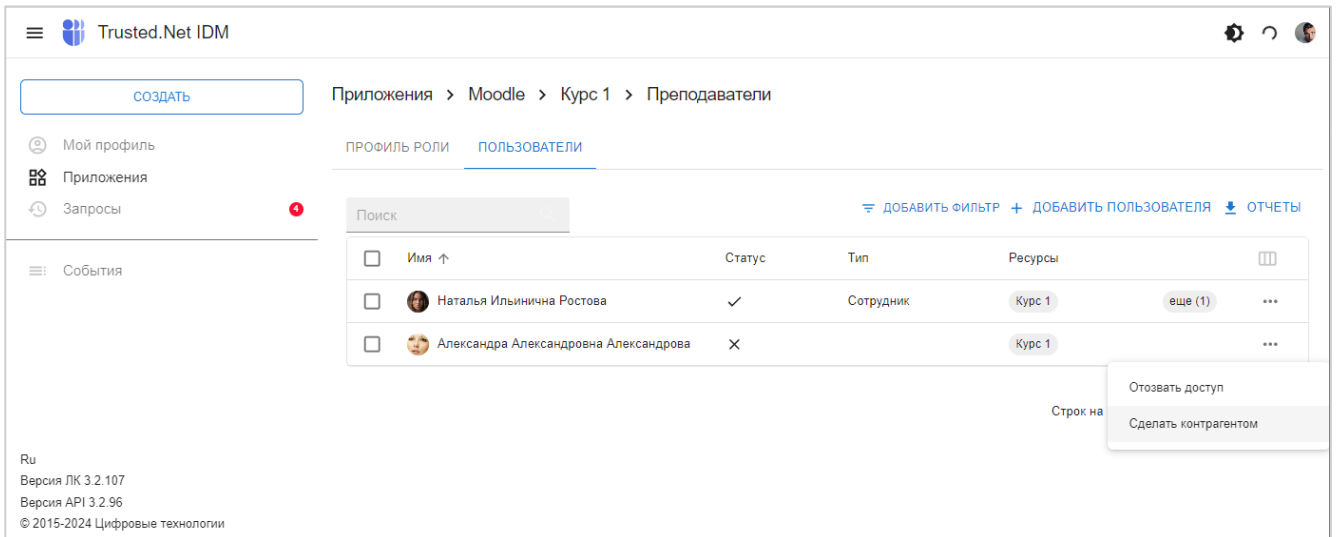 Trusted.Net IDM
СОЗДАТЬ
Мой профиль
Приложения
Запросы
4
События
Приложения > Moodle > Курс 1 > Преподаватели
ПРОФИЛЬ РОЛИ ПОЛЬЗОВАТЕЛИ
Поиск
ДОБАВИТЬ ФИЛЬТР + ДОБАВИТЬ ПОЛЬЗОВАТЕЛЯ ОТЧЕТЫ
Имя ↑ Статус Тип Ресурсы
Наталья Ильинична Ростова Сотрудник Курс 1 еще (1)
Александра Александровна Александрова Курс 1
Отозвать доступ
Сделать контрагентом
Строк на
Ru
Версия ЛК 3.2.107
Версия API 3.2.96
© 2015-2024 Цифровые технологии